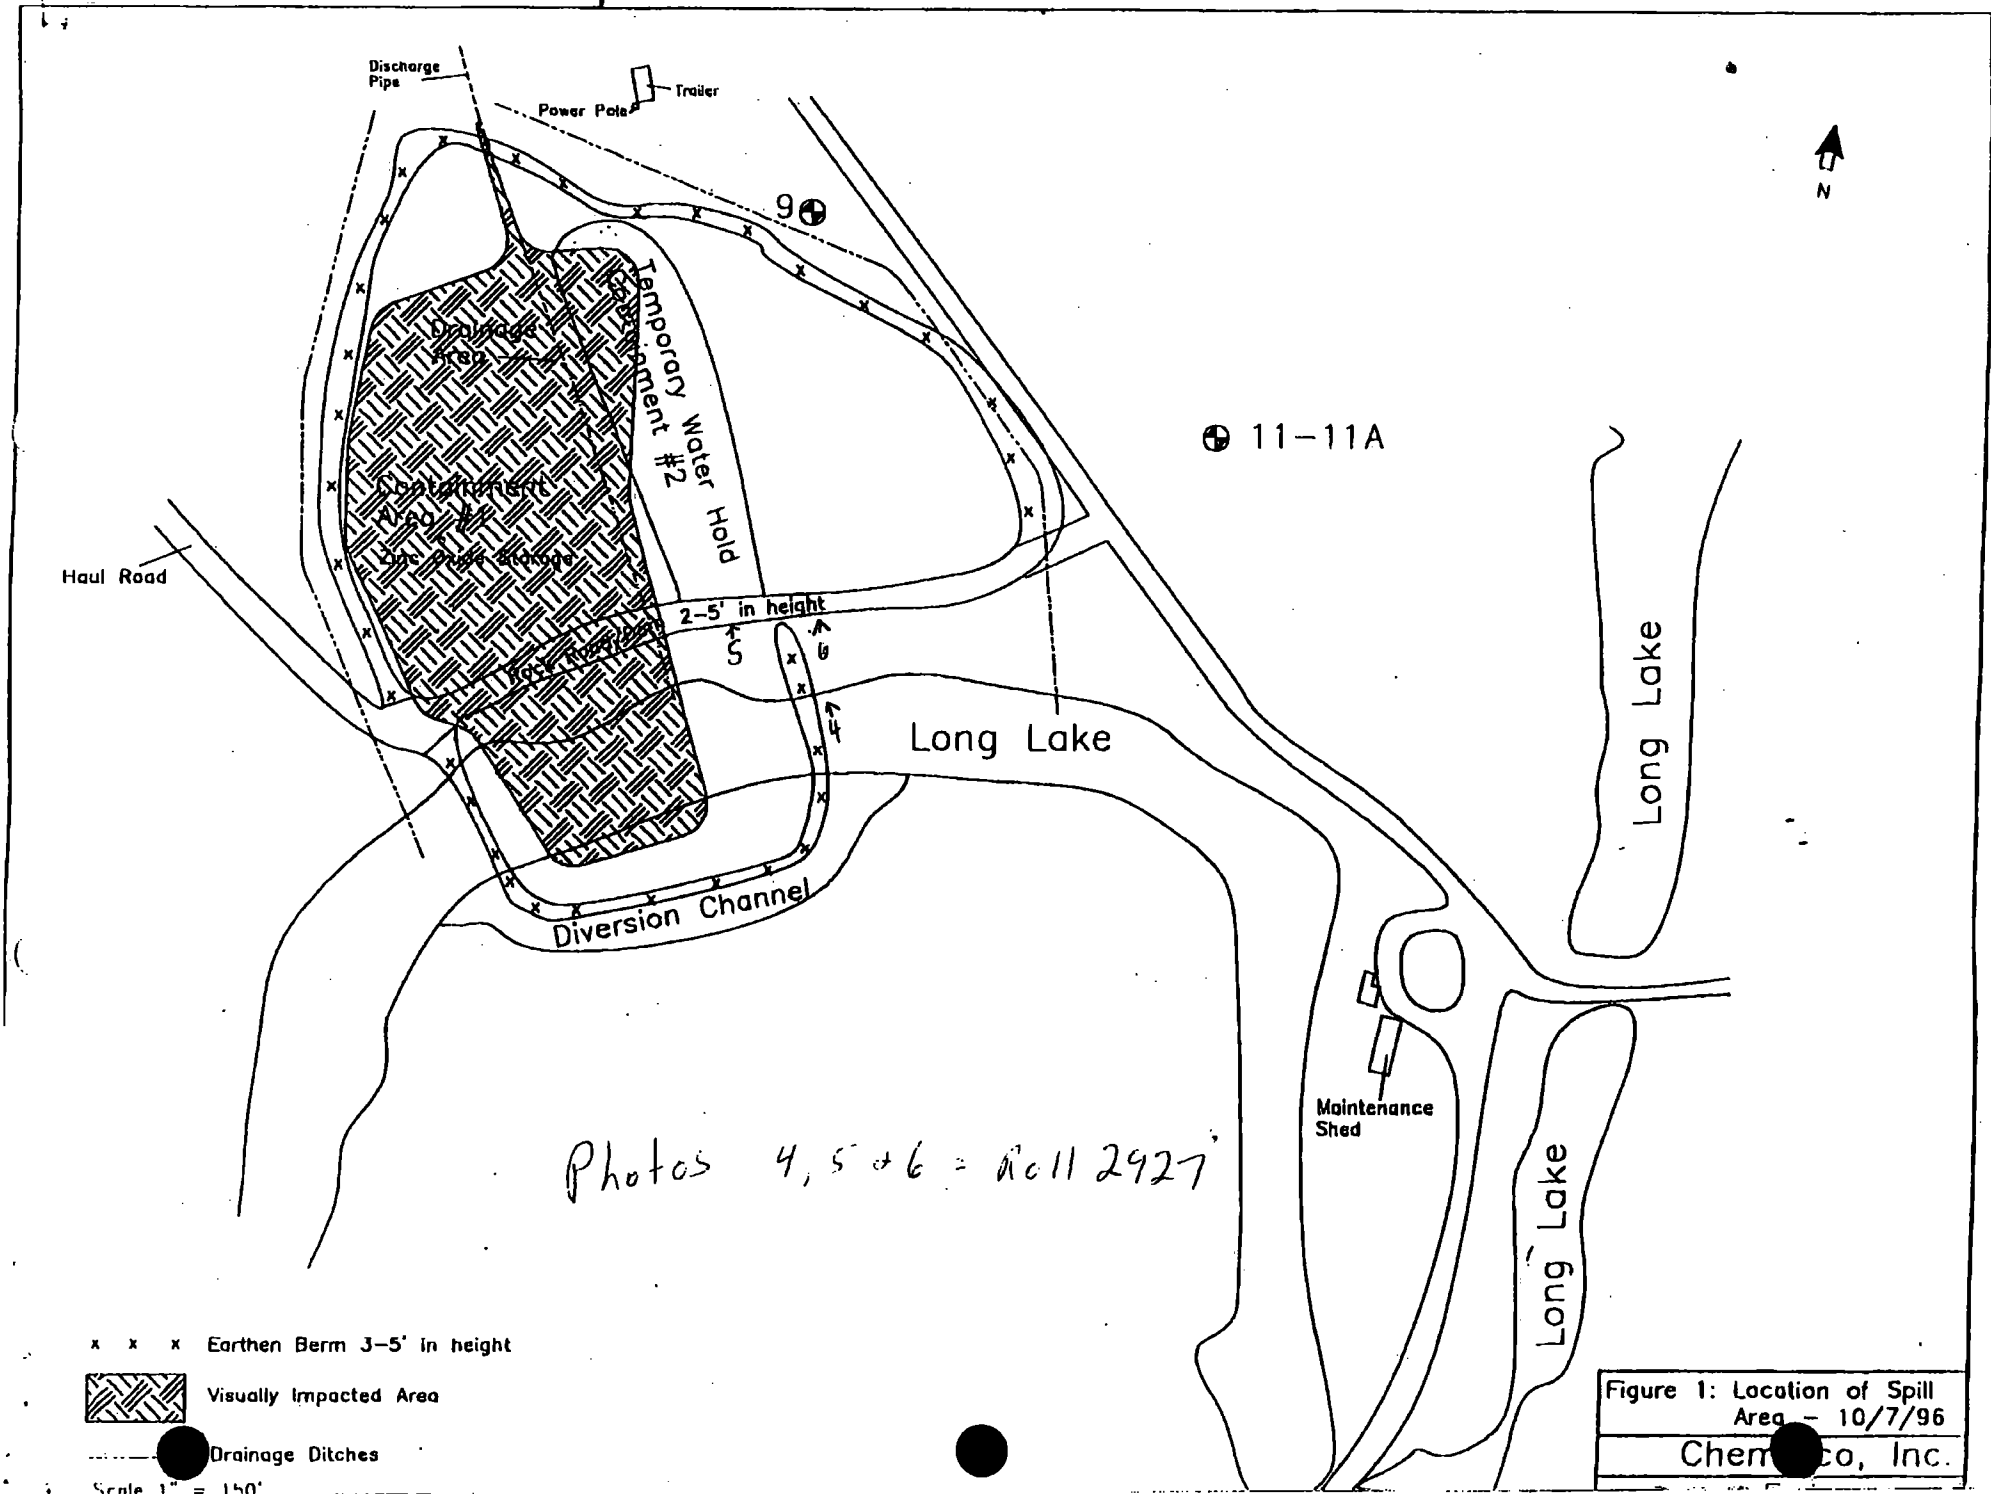 Discharge
Pipe
Trailer
Power Pole
N
9
11-11A
Temporary Water Hold
Containment #2
Drainage
Area
Containment
Area #1
Zinc Oxide Storage
Haul Road
2-5' in height
5
6
4
Long Lake
Long Lake
Diversion Channel
Maintenance
Shed
Long Lake
Photos 4, 5 + 6 = Roll 2927
x x x Earthen Berm 3-5' In height
Visually Impacted Area
Drainage Ditches
Scale 1" = 150'
Figure 1: Location of Spill
Area - 10/7/96
Inc.